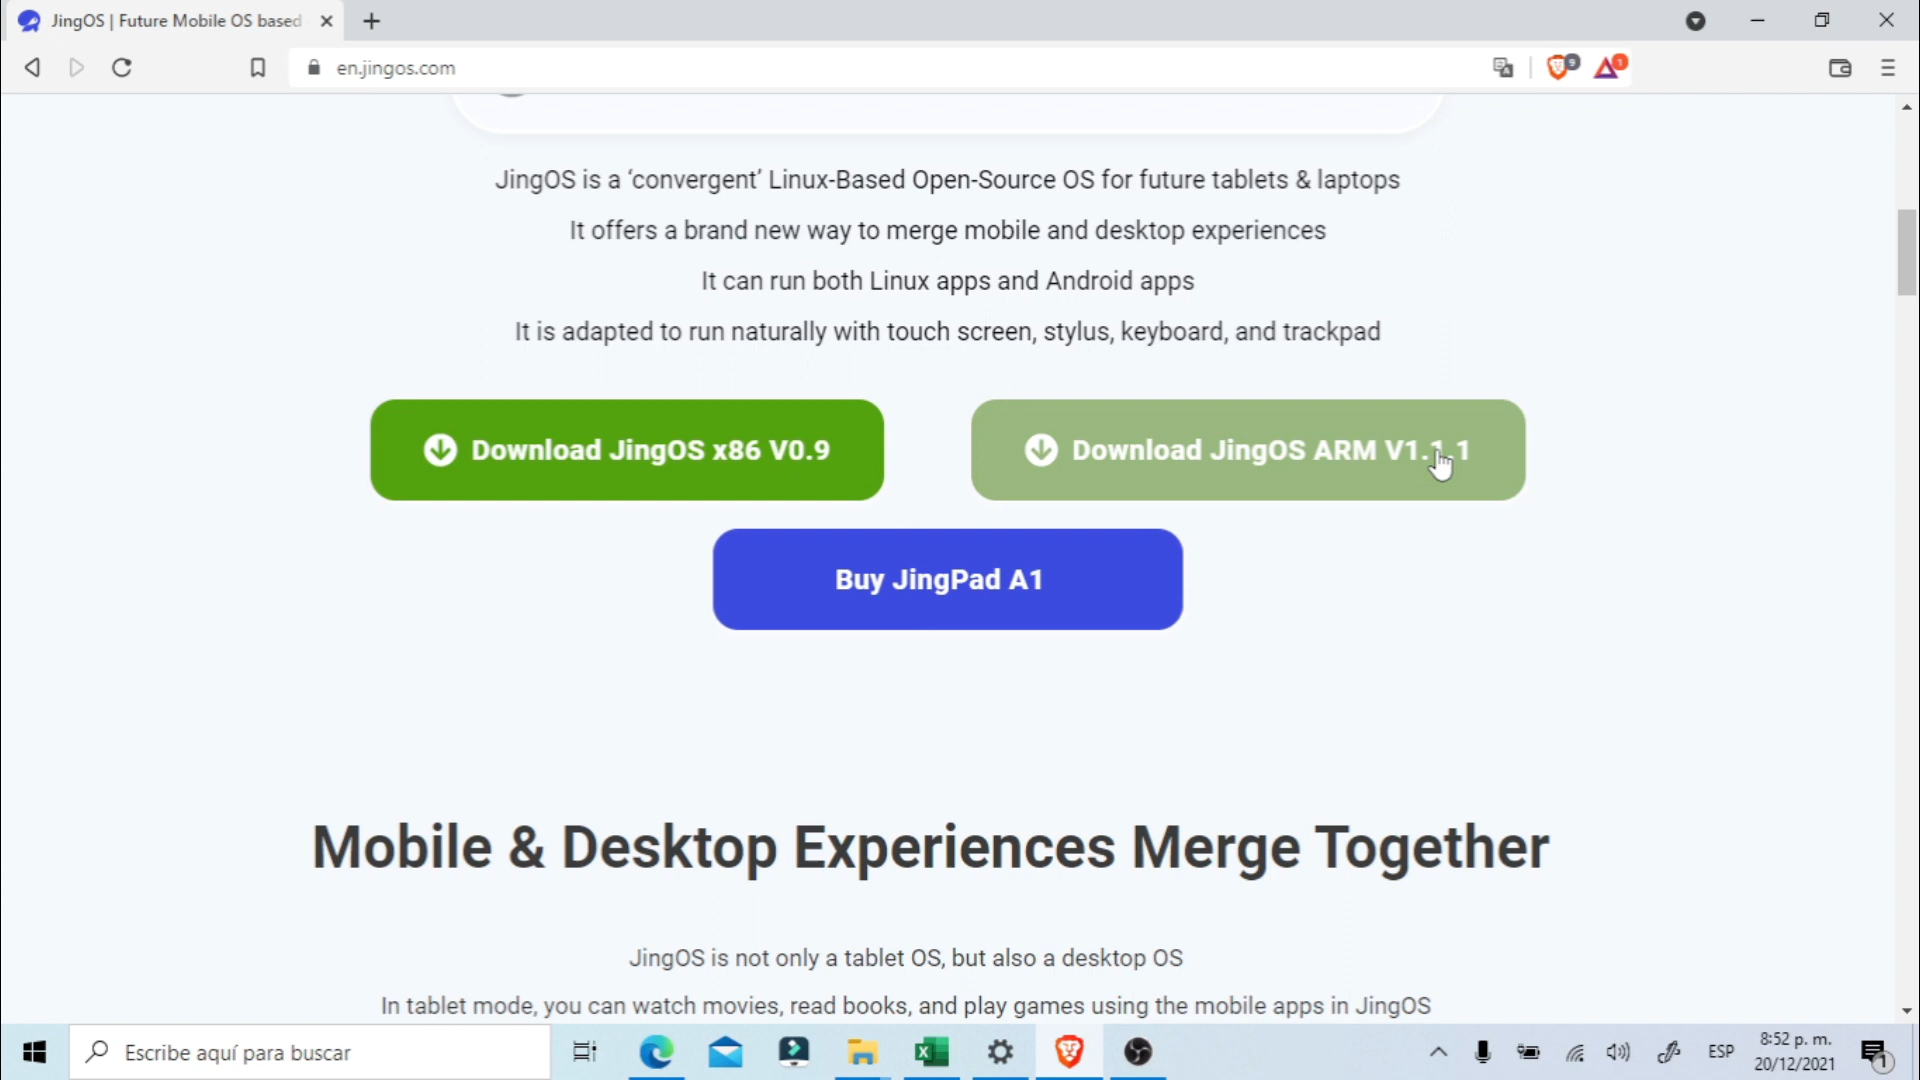 JingOS | Future Mobile OS based
en.jingos.com
9
1
JingOS is a ‘convergent’ Linux-Based Open-Source OS for future tablets & laptops
It offers a brand new way to merge mobile and desktop experiences
It can run both Linux apps and Android apps
It is adapted to run naturally with touch screen, stylus, keyboard, and trackpad
Download JingOS x86 V0.9
Download JingOS ARM V1.1.1
Buy JingPad A1
Mobile & Desktop Experiences Merge Together
JingOS is not only a tablet OS, but also a desktop OS
In tablet mode, you can watch movies, read books, and play games using the mobile apps in JingOS
Escribe aquí para buscar
ESP
8:52 p. m.
20/12/2021
1